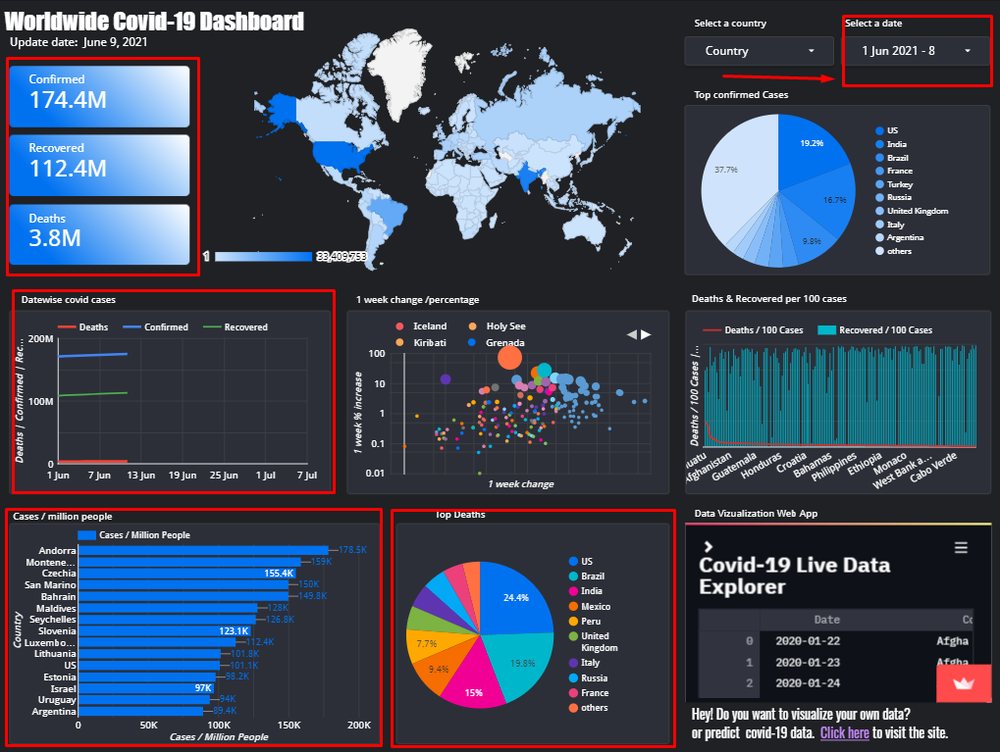 Worldwide Covid-19 Dashboard
Update date: June 9, 2021
Confirmed
174.4M
Recovered
112.4M
Deaths
3.8M
1
33,409,753
Select a country
Country
Select a date
1 Jun 2021 - 8
Top confirmed Cases
19.2%
16.7%
9.8%
37.7%
US
India
Brazil
France
Turkey
Russia
United Kingdom
Italy
Argentina
others
Datewise covid cases
Deaths
Confirmed
Recovered
Deaths | Confirmed | Rec...
200M
100M
0
1 Jun
7 Jun
13 Jun
19 Jun
25 Jun
1 Jul
7 Jul
1 week change /percentage
Iceland
Holy See
Kiribati
Grenada
1 week % increase
100
10
1
0.1
0.01
1 week change
Deaths & Recovered per 100 cases
Deaths / 100 Cases
Recovered / 100 Cases
Deaths / 100 Cases |...
Afghanistan
Guatemala
Honduras
Croatia
Bahamas
Philippines
Ethiopia
Monaco
West Bank a...
Cabo Verde
Cases / million people
Cases / Million People
Country
Andorra
178.5K
Montene...
159K
Czechia
155.4K
San Marino
150K
Bahrain
149.8K
Maldives
128K
Seychelles
126.8K
Slovenia
123.1K
Luxembo...
112.4K
Lithuania
101.8K
US
101.1K
Estonia
98.2K
Israel
97K
Uruguay
94K
Argentina
89.4K
0
50K
100K
150K
200K
Cases / Million People
Top Deaths
24.4%
19.8%
15%
9.4%
7.7%
US
Brazil
India
Mexico
Peru
United
Kingdom
Italy
Russia
France
others
Data Vizualization Web App
Covid-19 Live Data
Explorer
Date
0 2020-01-22 Afgha
1 2020-01-23 Afgha
2 2020-01-24
Hey! Do you want to visualize your own data?
or predict covid-19 data. Click here to visit the site.